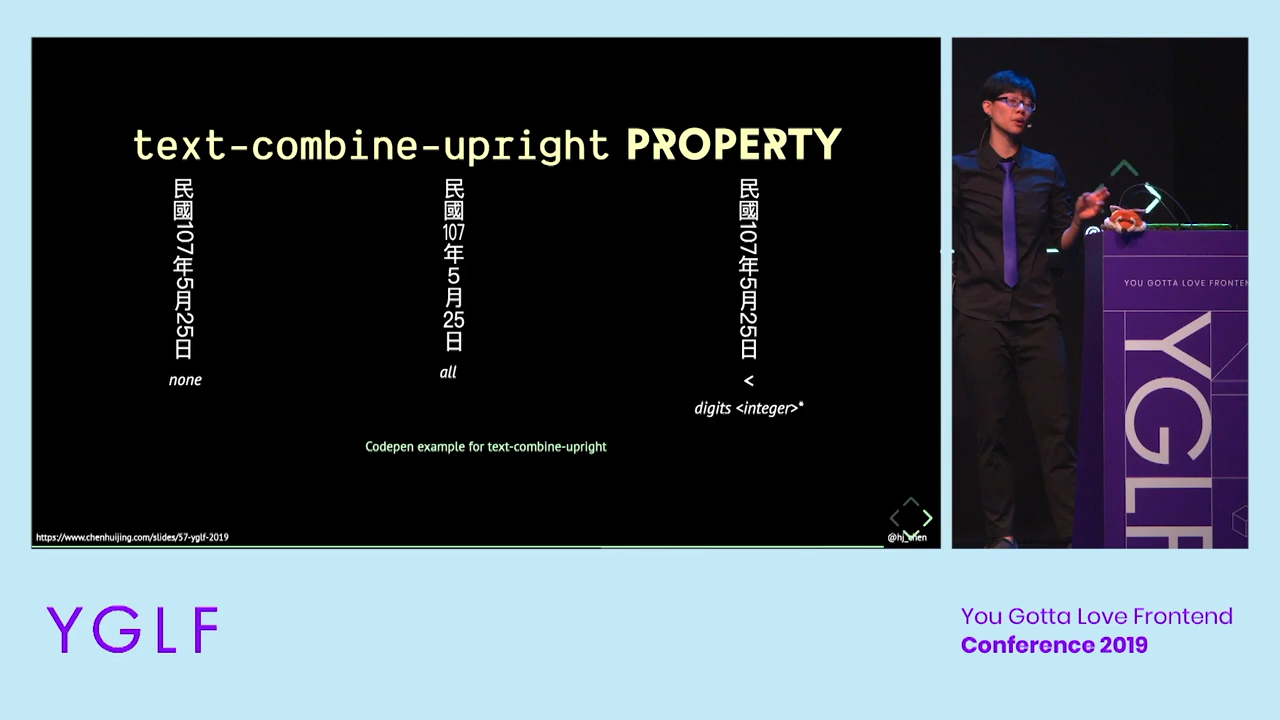 text-combine-upright PROPERTY
民國107年5月25日
none
民國107年5月25日
all
民國107年5月25日
<
digits <integer>*
Codepen example for text-combine-upright
https://www.chenhuijing.com/slides/57-yglf-2019
@hj_chen
YOU GOTTA LOVE
YGLF
YGLF
You Gotta Love Frontend
Conference 2019